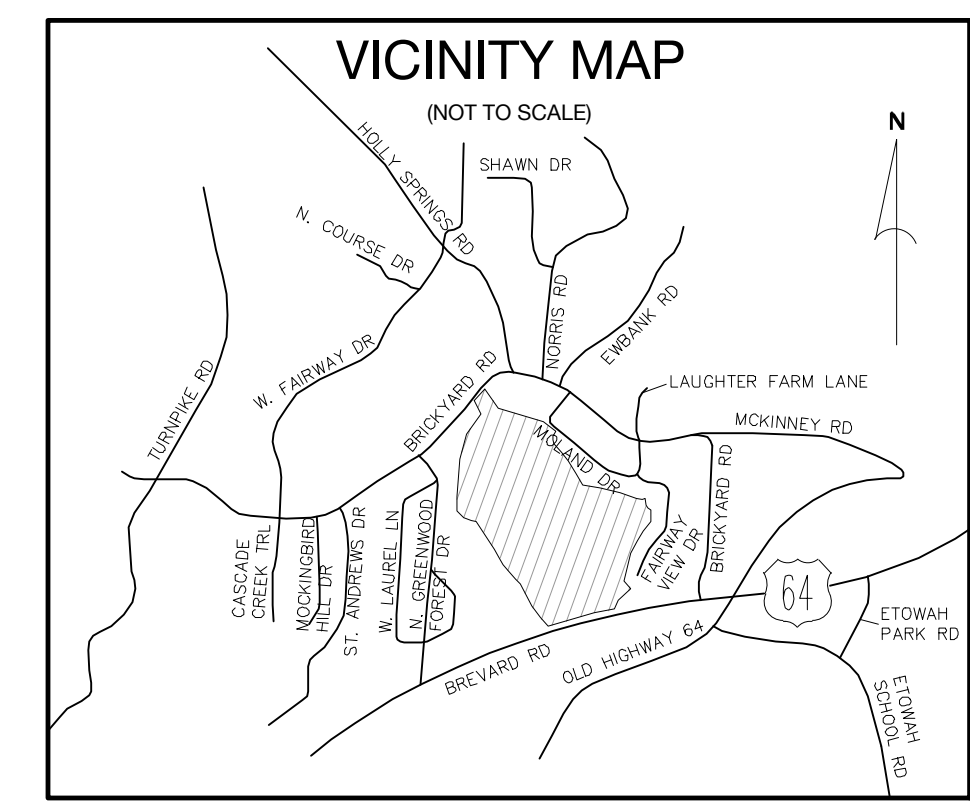 VICINITY MAP
(NOT TO SCALE)
N
HOLLY SPRINGS RD
SHAWN DR
N. COURSE DR
NORRIS RD
EWBANK RD
W. FAIRWAY DR
TURNPIKE RD
BRICKYARD RD
LAUGHTER FARM LANE
MCKINNEY RD
MOLAND DR
BRICKYARD RD
FAIRWAY
VIEW DR
CASCADE
CREEK TRL
MOCKINGBIRD
HILL DR
ST. ANDREWS DR
W. LAUREL LN
N. GREENWOOD
FOREST DR
64
BREVARD RD
OLD HIGHWAY 64
ETOWAH
PARK RD
ETOWAH
SCHOOL RD